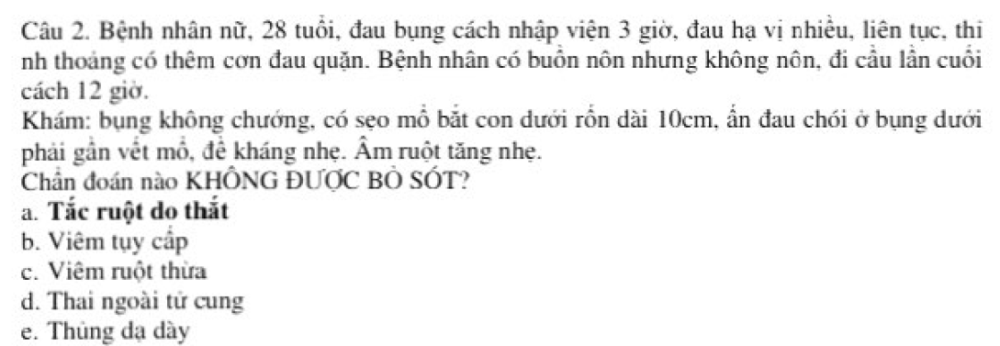 Câu 2. Bệnh nhân nữ, 28 tuổi, đau bụng cách nhập viện 3 giờ, đau hạ vị nhiều, liên tục, thi
nh thoảng có thêm cơn đau quặn. Bệnh nhân có buồn nôn nhưng không nôn, đi cầu lần cuối
cách 12 giờ.
Khám: bụng không chướng, có sẹo mổ bắt con dưới rốn dài 10cm, ấn đau chói ở bụng dưới
phải gần vết mổ, đề kháng nhẹ. Âm ruột tăng nhẹ.
Chẩn đoán nào KHÔNG ĐƯỢC BỎ SÓT?
a. Tắc ruột do thắt
b. Viêm tụy cấp
c. Viêm ruột thừa
d. Thai ngoài tử cung
e. Thủng dạ dày